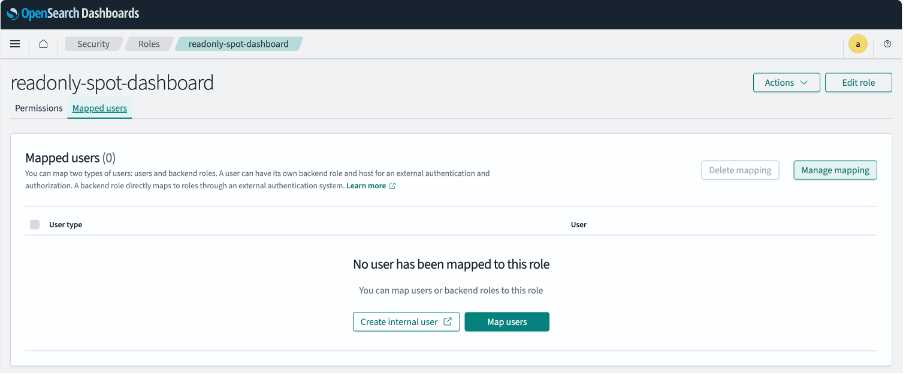 OpenSearch Dashboards
Security Roles readonly-spot-dashboard a
readonly-spot-dashboard Actions Edit role
Permissions Mapped users
Mapped users (0)
You can map two types of users: users and backend roles. A user can have its own backend role and host for an external authentication and
authorization. A backend role directly maps to roles through an external authentication system. Learn more
Delete mapping Manage mapping
User type User
No user has been mapped to this role
You can map users or backend roles to this role
Create internal user Map users